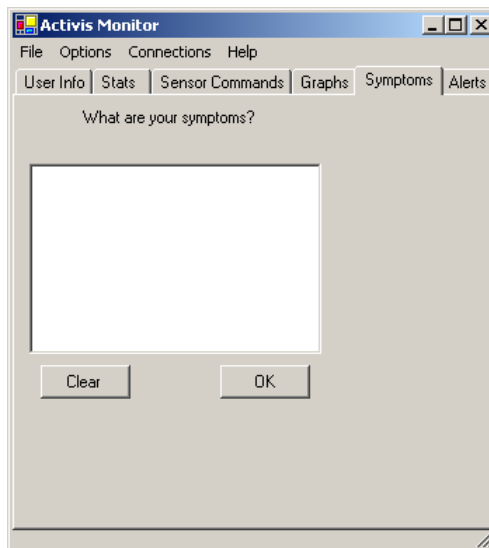 Activis Monitor
File Options Connections Help
User Info Stats Sensor Commands Graphs Symptoms Alerts
What are your symptoms?
Clear OK